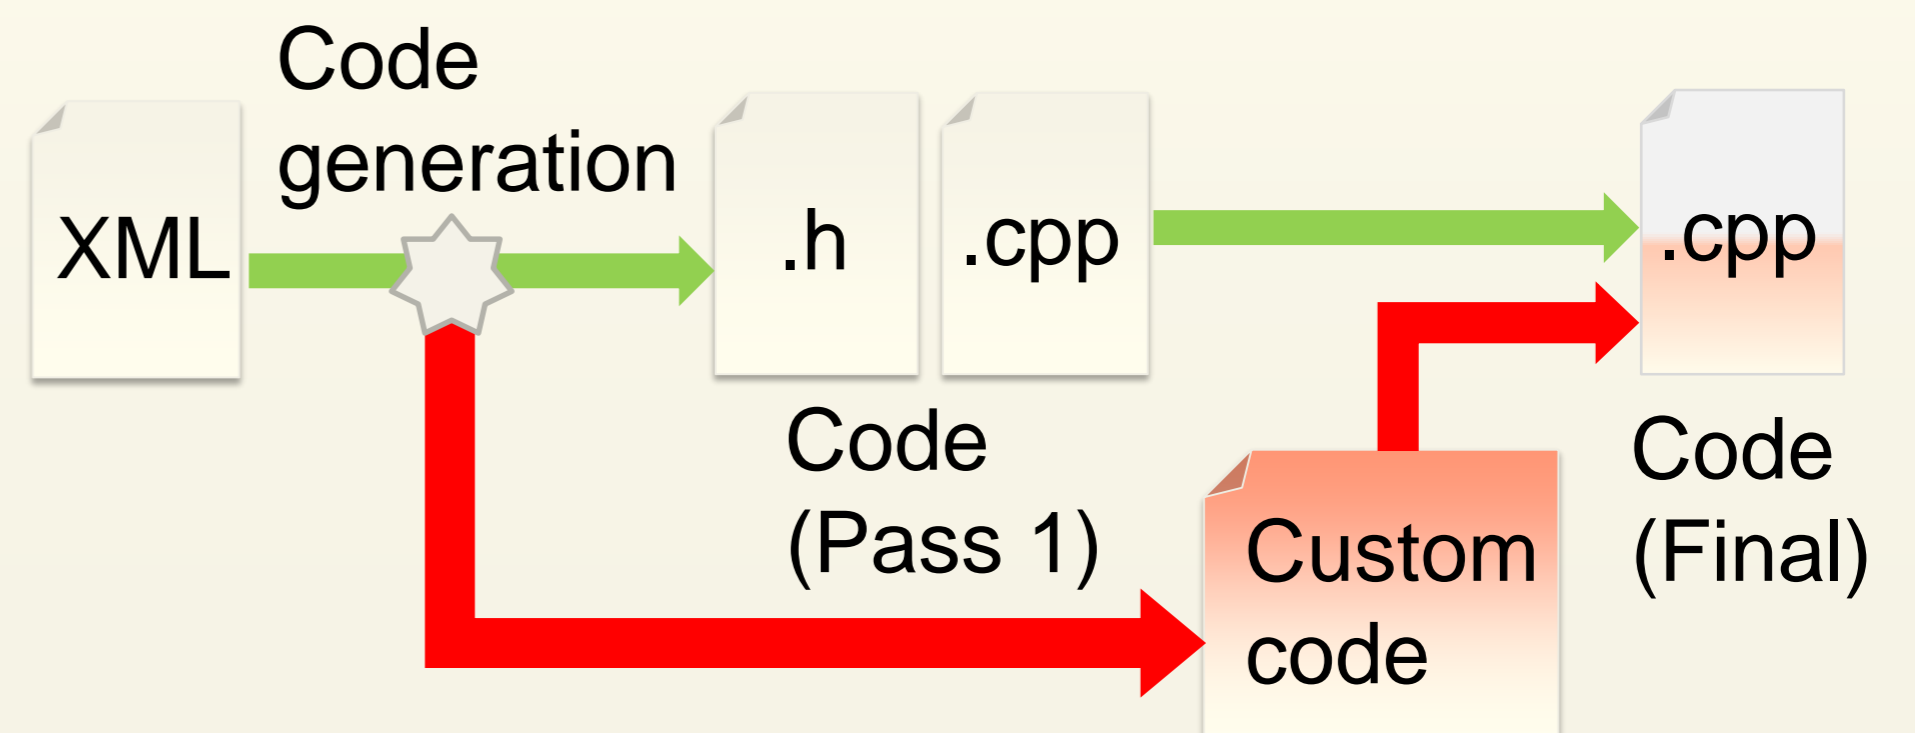 Code
generation
XML
.h
.cpp
.cpp
Code
(Pass 1)
Code
(Final)
Custom
code